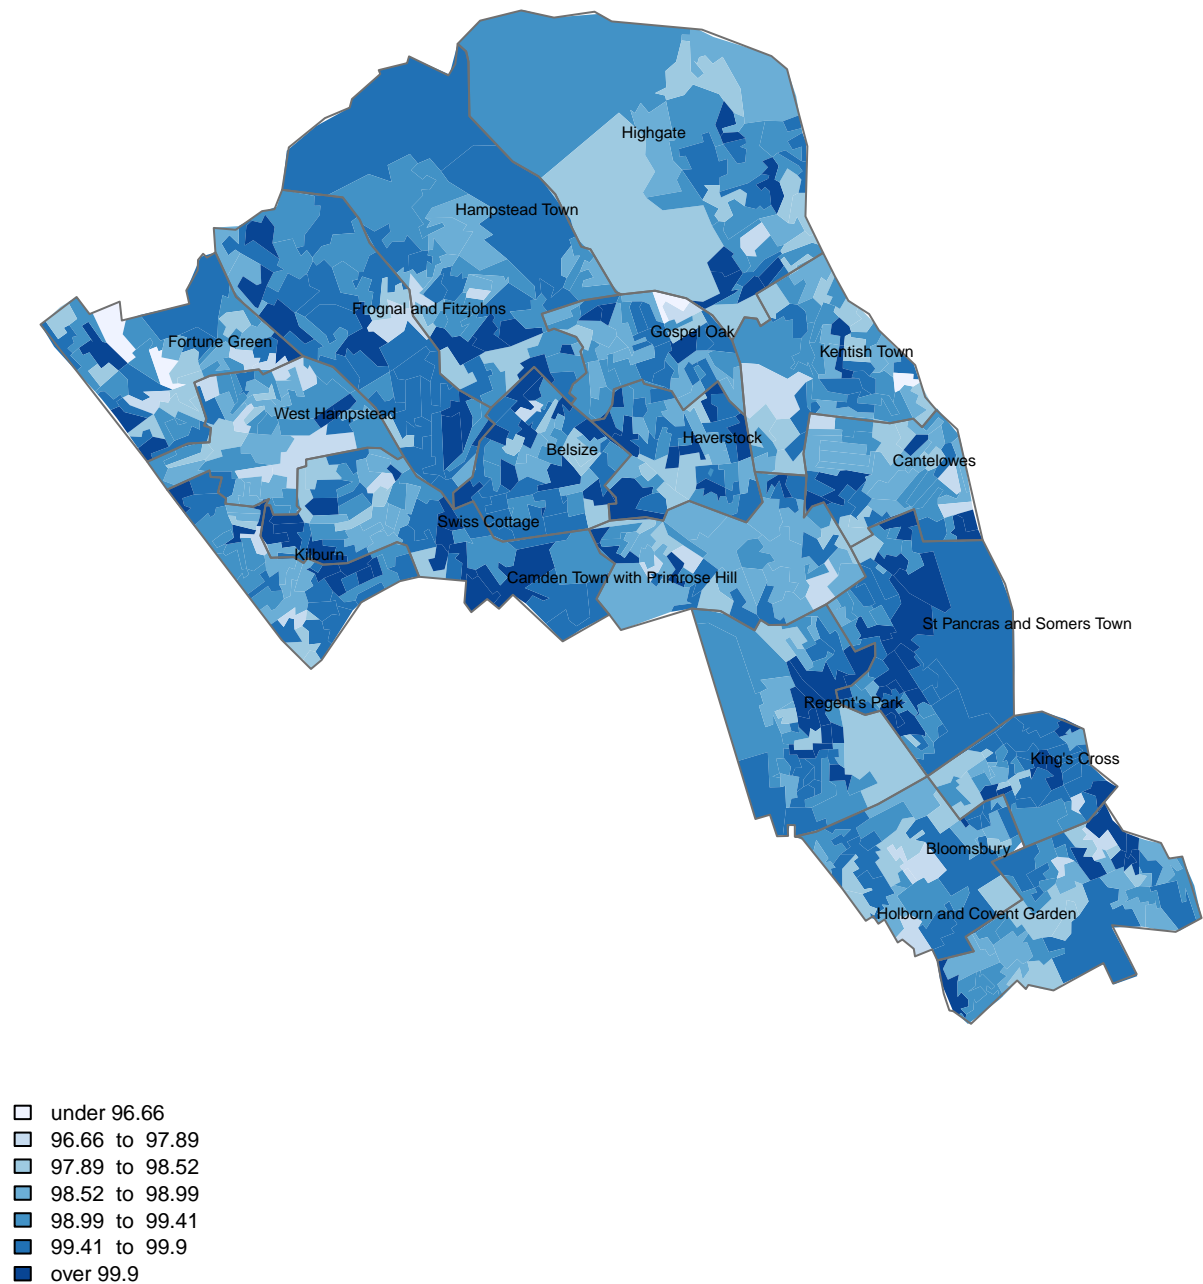 Highgate
Hampstead Town
Frognal and Fitzjohns
Gospel Oak
Fortune Green
Kentish Town
West Hampstead
Haverstock
Belsize
Cantelowes
Swiss Cottage
Kilburn
Camden Town with Primrose Hill
St Pancras and Somers Town
Regent's Park
King's Cross
Bloomsbury
Holborn and Covent Garden
under 96.66
96.66 to 97.89
97.89 to 98.52
98.52 to 98.99
98.99 to 99.41
99.41 to 99.9
over 99.9